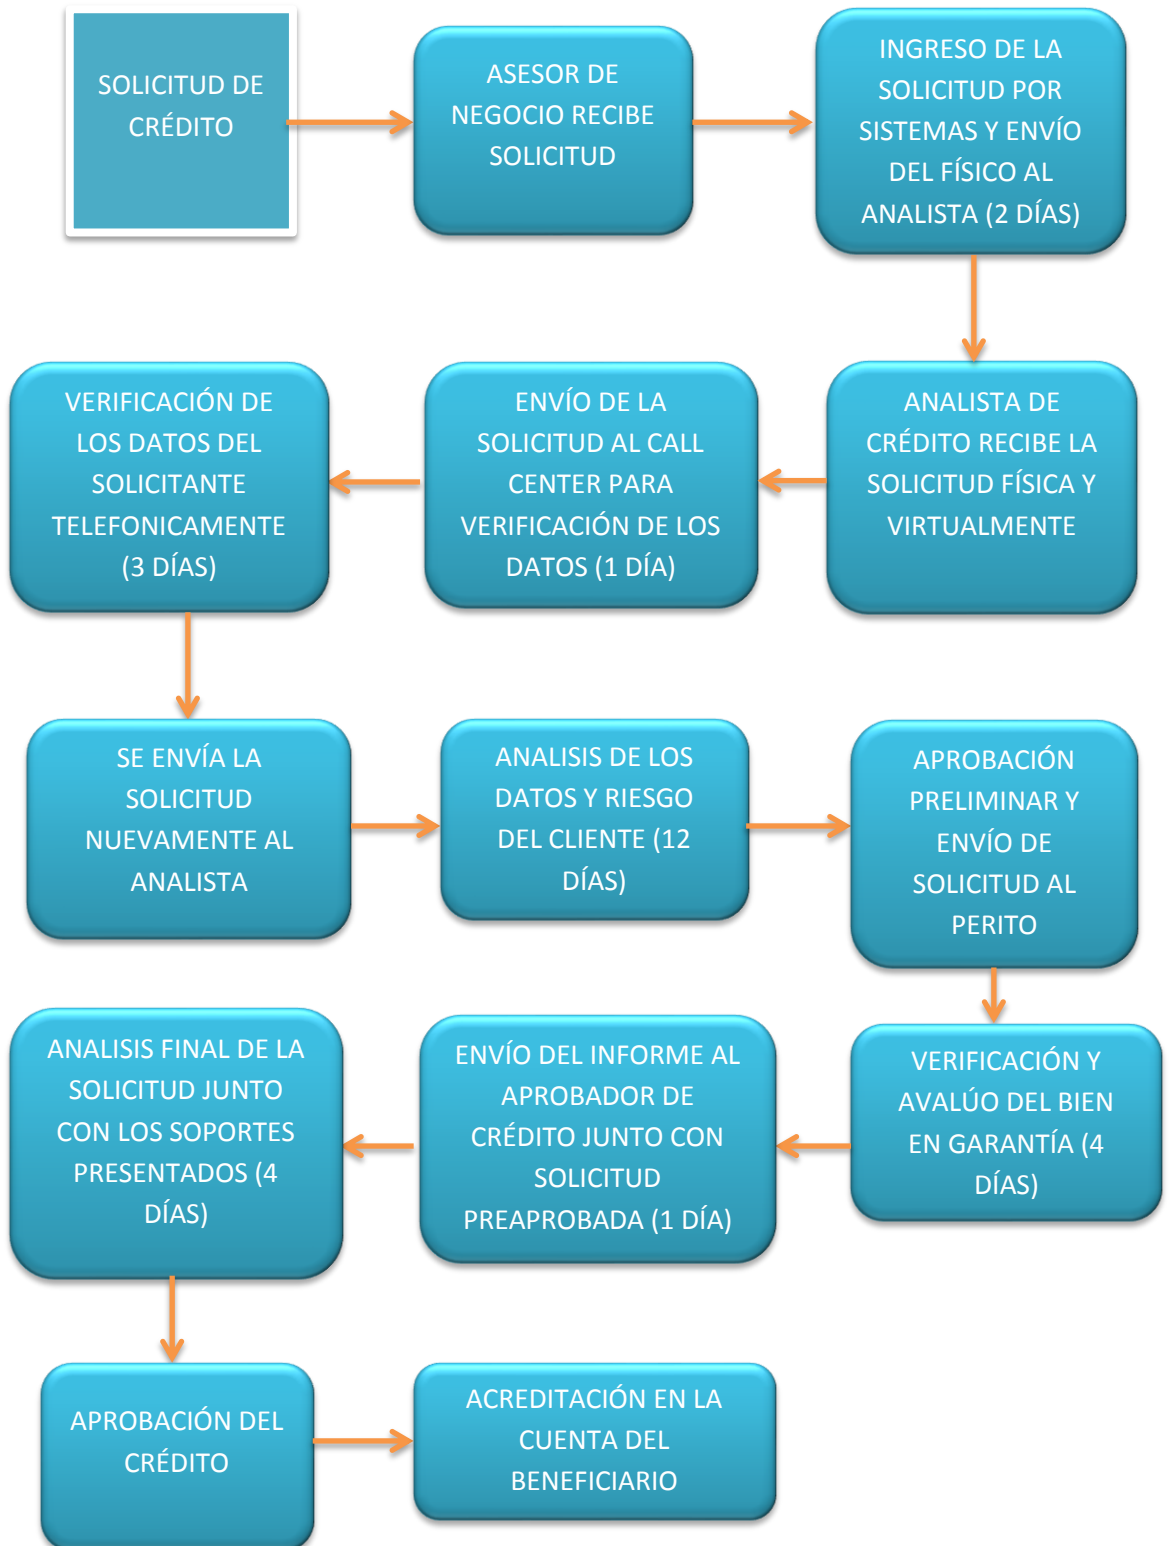 SOLICITUD DE
CRÉDITO
ASESOR DE
NEGOCIO RECIBE
SOLICITUD
INGRESO DE LA
SOLICITUD POR
SISTEMAS Y ENVÍO
DEL FÍSICO AL
ANALISTA (2 DÍAS)
ANALISTA DE
CRÉDITO RECIBE LA
SOLICITUD FÍSICA Y
VIRTUALMENTE
ENVÍO DE LA
SOLICITUD AL CALL
CENTER PARA
VERIFICACIÓN DE LOS
DATOS (1 DÍA)
VERIFICACIÓN DE
LOS DATOS DEL
SOLICITANTE
TELEFONICAMENTE
(3 DÍAS)
SE ENVÍA LA
SOLICITUD
NUEVAMENTE AL
ANALISTA
ANALISIS DE LOS
DATOS Y RIESGO
DEL CLIENTE (12
DÍAS)
APROBACIÓN
PRELIMINAR Y
ENVÍO DE
SOLICITUD AL
PERITO
VERIFICACIÓN Y
AVALÚO DEL BIEN
EN GARANTÍA (4
DÍAS)
ENVÍO DEL INFORME AL
APROBADOR DE
CRÉDITO JUNTO CON
SOLICITUD
PREAPROBADA (1 DÍA)
ANALISIS FINAL DE LA
SOLICITUD JUNTO
CON LOS SOPORTES
PRESENTADOS (4
DÍAS)
APROBACIÓN DEL
CRÉDITO
ACREDITACIÓN EN LA
CUENTA DEL
BENEFICIARIO